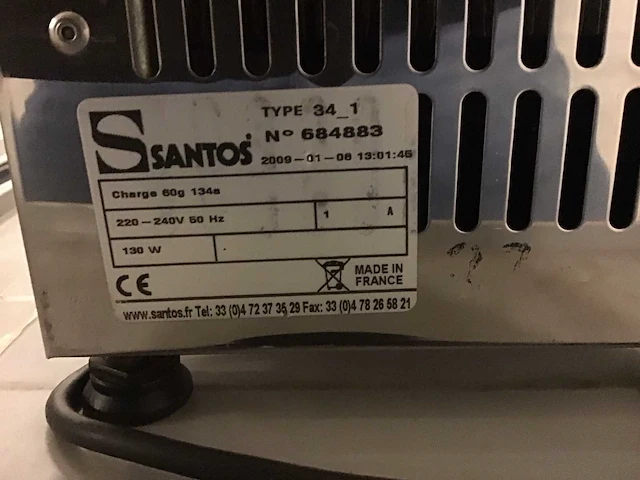 TYPE 34_1
SANTOS
N° 684883
2009-01-08 13:01:45
Charge 60g 134s
220-240V 50 Hz 1 A
130 W
CE
MADE IN
FRANCE
www.santos.fr Tel: 33 (0)4 72 37 35 29 Fax: 33 (0)4 78 26 58 21